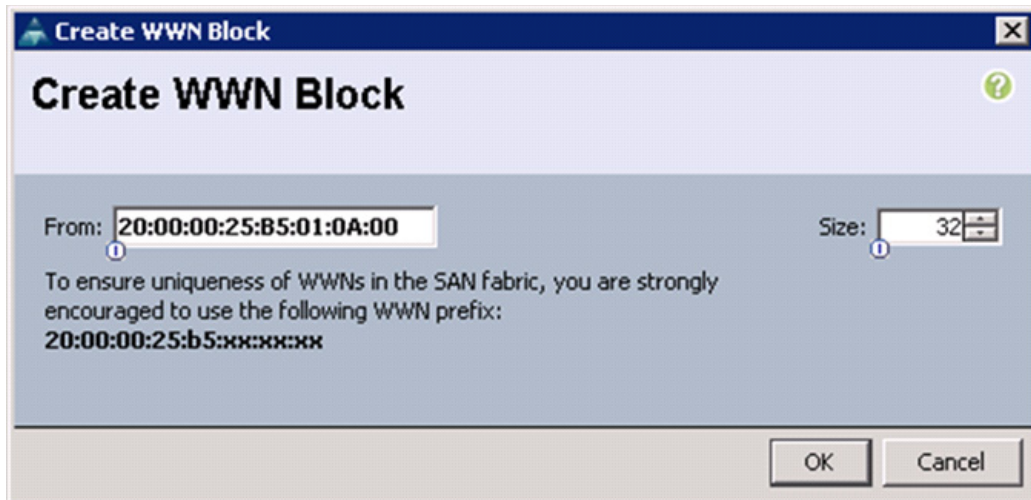 Create WWN Block
Create WWN Block
From: 20:00:00:25:B5:01:0A:00 Size: 32
To ensure uniqueness of WWNs in the SAN fabric, you are strongly
encouraged to use the following WWN prefix:
20:00:00:25:b5:xx:xx:xx
OK Cancel